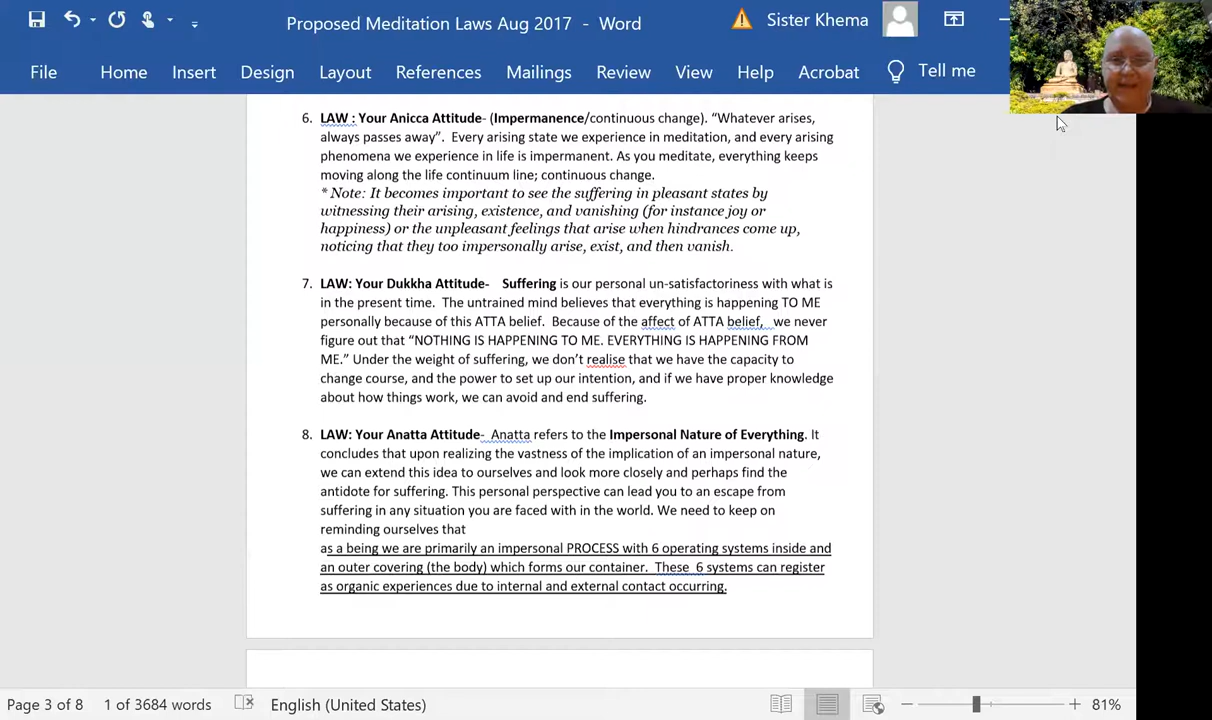 Proposed Meditation Laws Aug 2017 - Word
Sister Khema
File Home Insert Design Layout References Mailings Review View Help Acrobat Tell me
6. LAW : Your Anicca Attitude- (Impermanence/continuous change). “Whatever arises,
always passes away”. Every arising state we experience in meditation, and every arising
phenomena we experience in life is impermanent. As you meditate, everything keeps
moving along the life continuum line; continuous change.
* Note: It becomes important to see the suffering in pleasant states by
witnessing their arising, existence, and vanishing (for instance joy or
happiness) or the unpleasant feelings that arise when hindrances come up,
noticing that they too impersonally arise, exist, and then vanish.
7. LAW: Your Dukkha Attitude- Suffering is our personal un-satisfactoriness with what is
in the present time. The untrained mind believes that everything is happening TO ME
personally because of this ATTA belief. Because of the affect of ATTA belief, we never
figure out that “NOTHING IS HAPPENING TO ME. EVERYTHING IS HAPPENING FROM
ME.” Under the weight of suffering, we don’t realise that we have the capacity to
change course, and the power to set up our intention, and if we have proper knowledge
about how things work, we can avoid and end suffering.
8. LAW: Your Anatta Attitude- Anatta refers to the Impersonal Nature of Everything. It
concludes that upon realizing the vastness of the implication of an impersonal nature,
we can extend this idea to ourselves and look more closely and perhaps find the
antidote for suffering. This personal perspective can lead you to an escape from
suffering in any situation you are faced with in the world. We need to keep on
reminding ourselves that
as a being we are primarily an impersonal PROCESS with 6 operating systems inside and
an outer covering (the body) which forms our container. These 6 systems can register
as organic experiences due to internal and external contact occurring.
Page 3 of 8 1 of 3684 words English (United States) 81%